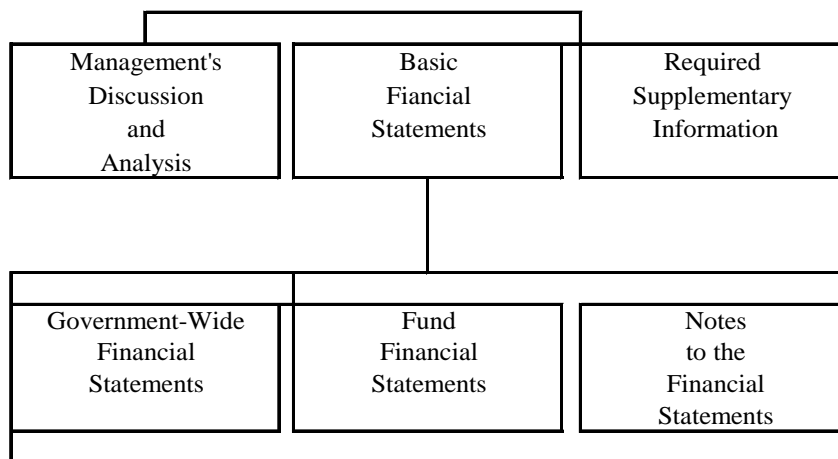 Management's
Discussion
and
Analysis
Basic
Fiancial
Statements
Required
Supplementary
Information
Government-Wide
Financial
Statements
Fund
Financial
Statements
Notes
to the
Financial
Statements